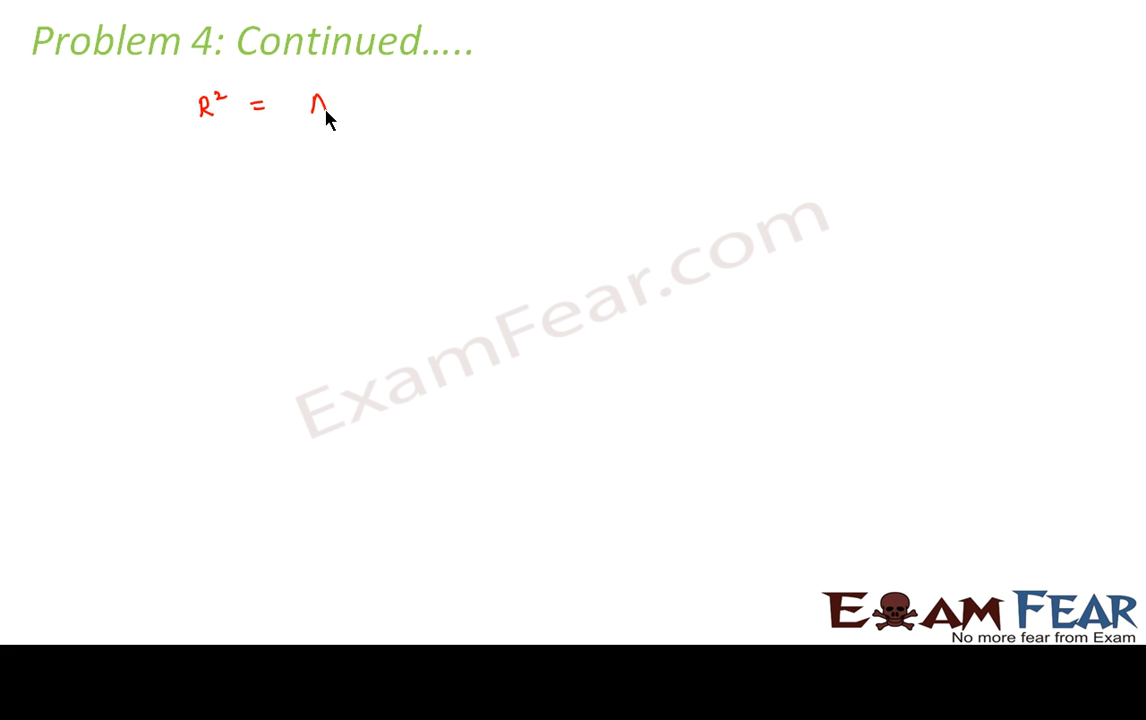 Problem 4: Continued.....
R² =
ExamFear.com
EXAM FEAR
No more fear from Exam